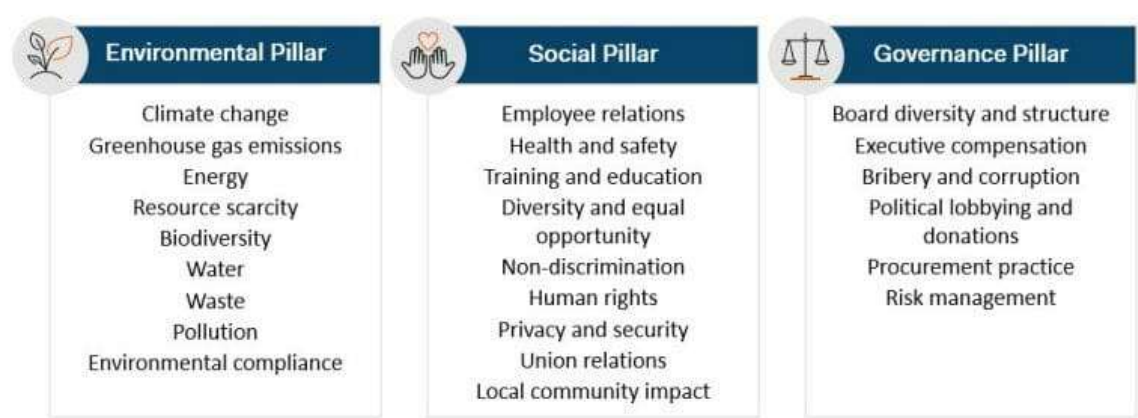 Environmental Pillar
Climate change
Greenhouse gas emissions
Energy
Resource scarcity
Biodiversity
Water
Waste
Pollution
Environmental compliance
Social Pillar
Employee relations
Health and safety
Training and education
Diversity and equal
opportunity
Non-discrimination
Human rights
Privacy and security
Union relations
Local community impact
Governance Pillar
Board diversity and structure
Executive compensation
Bribery and corruption
Political lobbying and
donations
Procurement practice
Risk management